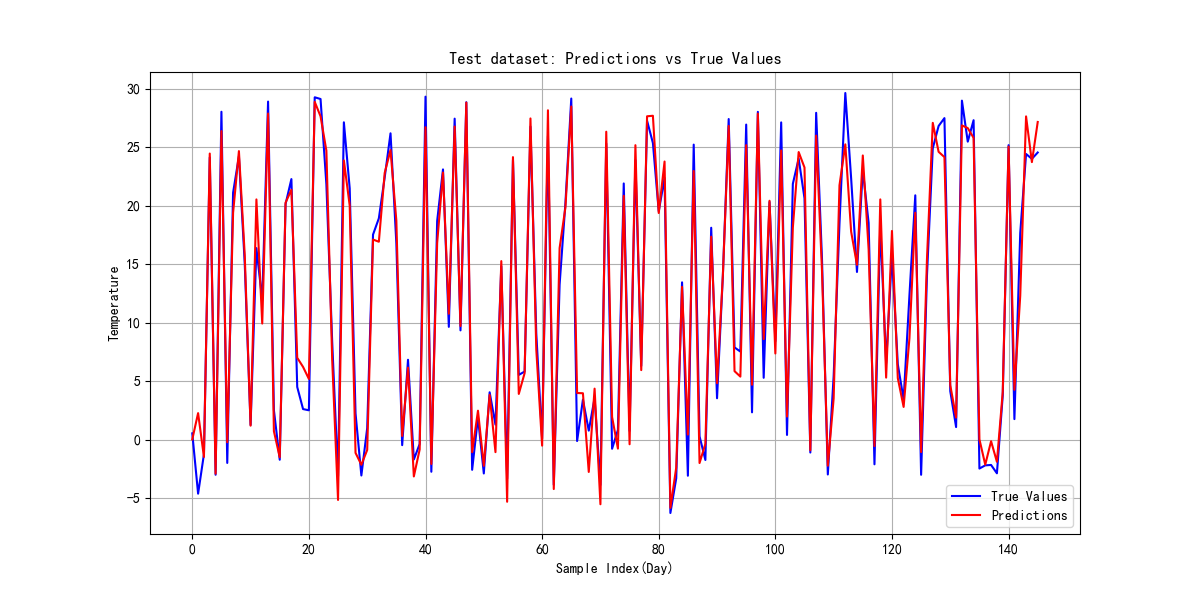 Test dataset: Predictions vs True Values
Temperature
30
25
20
15
10
5
0
−5
0 20 40 60 80 100 120 140
Sample Index(Day)
True Values
Predictions